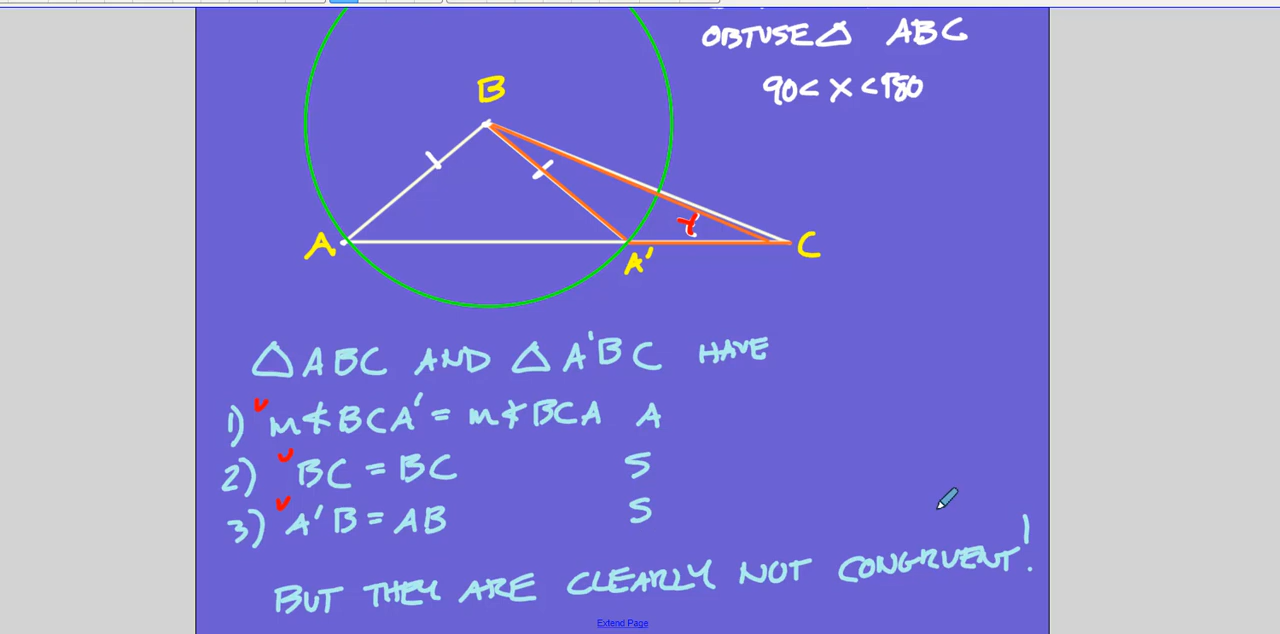 OBTUSE △ ABC
90 < X < 180
B
A
A'
C
△ ABC AND △ A'BC HAVE
1) m∢BCA' = m∢BCA A
2) BC = BC S
3) A'B = AB S
BUT THEY ARE CLEARLY NOT CONGRUENT!
Extend Page